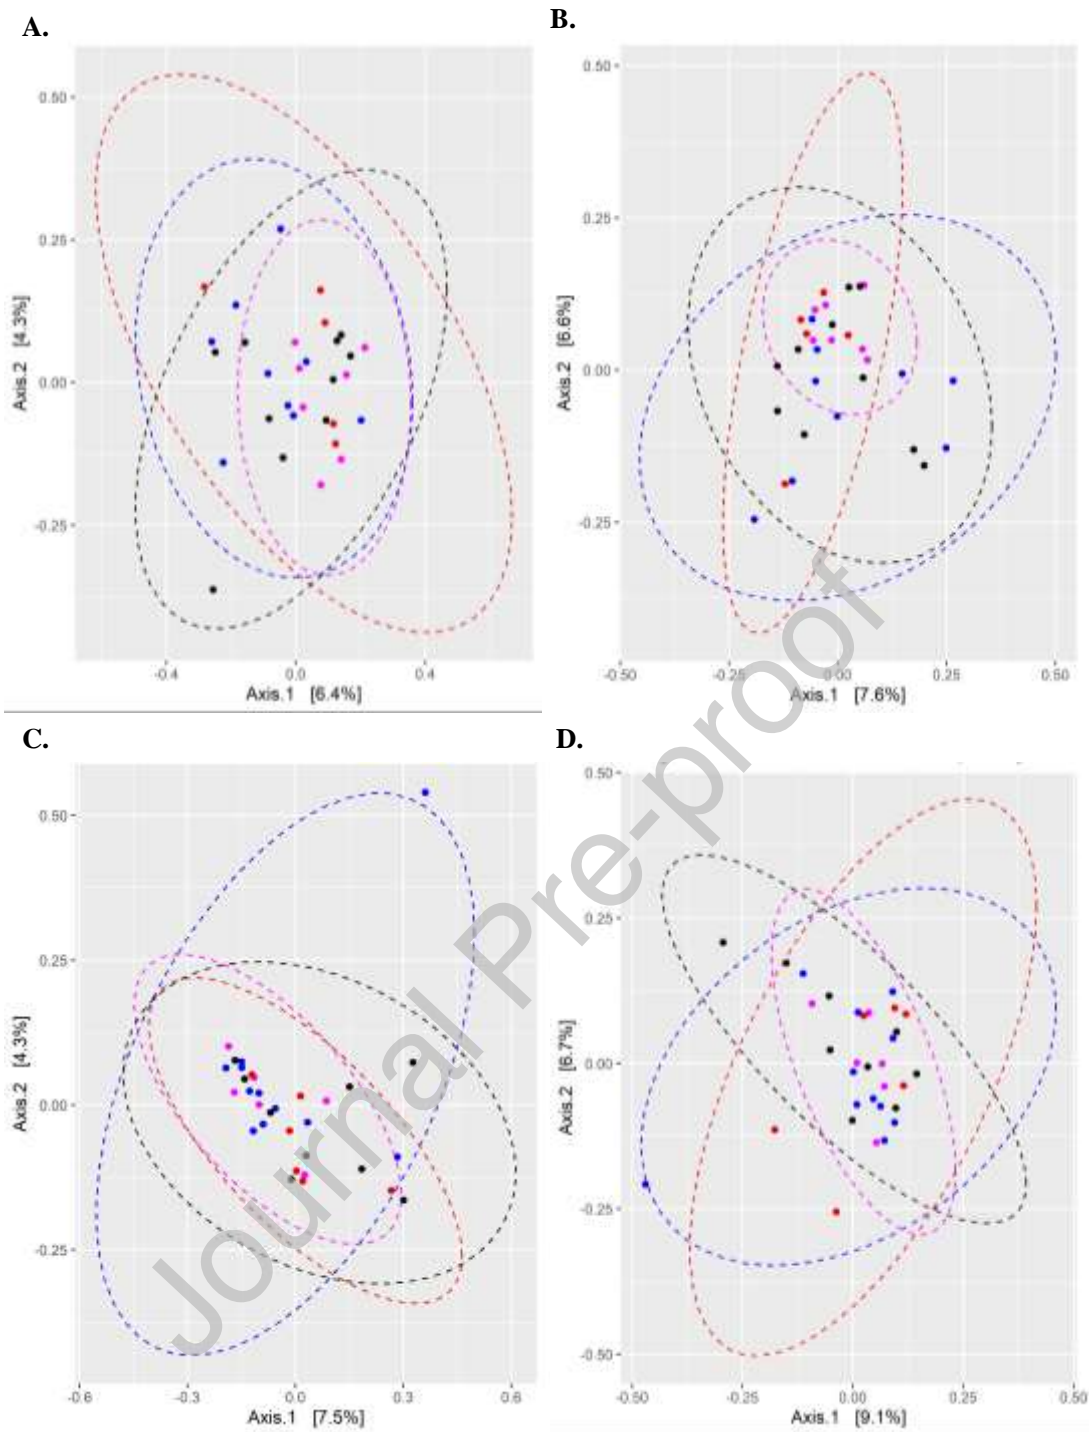 A.
0.50
0.25
0.00
-0.25
-0.4 0.0 0.4
Axis.1 [6.4%]
Axis.2 [4.3%]
B.
0.50
0.25
0.00
-0.25
-0.50 -0.25 0.00 0.25 0.50
Axis.1 [7.6%]
Axis.2 [6.6%]
C.
0.50
0.25
0.00
-0.25
-0.6 -0.3 0.0 0.3 0.6
Axis.1 [7.5%]
Axis.2 [4.3%]
D.
0.50
0.25
0.00
-0.25
-0.50
-0.50 -0.25 0.00 0.25 0.50
Axis.1 [9.1%]
Axis.2 [6.7%]
Journal Pre-proof